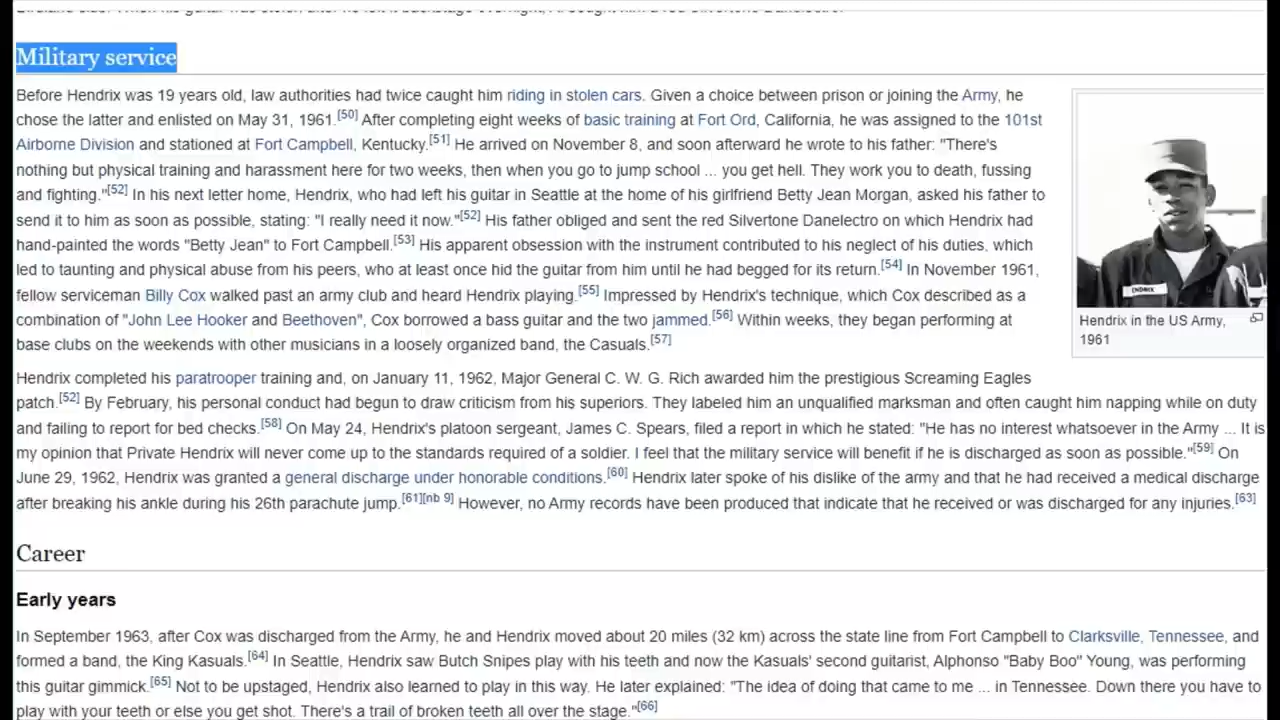 Military service
Before Hendrix was 19 years old, law authorities had twice caught him riding in stolen cars. Given a choice between prison or joining the Army, he
chose the latter and enlisted on May 31, 1961.[50] After completing eight weeks of basic training at Fort Ord, California, he was assigned to the 101st
Airborne Division and stationed at Fort Campbell, Kentucky.[51] He arrived on November 8, and soon afterward he wrote to his father: "There's
nothing but physical training and harassment here for two weeks, then when you go to jump school ... you get hell. They work you to death, fussing
and fighting."[52] In his next letter home, Hendrix, who had left his guitar in Seattle at the home of his girlfriend Betty Jean Morgan, asked his father to
send it to him as soon as possible, stating: "I really need it now."[52] His father obliged and sent the red Silvertone Danelectro on which Hendrix had
hand-painted the words "Betty Jean" to Fort Campbell.[53] His apparent obsession with the instrument contributed to his neglect of his duties, which
led to taunting and physical abuse from his peers, who at least once hid the guitar from him until he had begged for its return.[54] In November 1961,
fellow serviceman Billy Cox walked past an army club and heard Hendrix playing.[55] Impressed by Hendrix's technique, which Cox described as a
combination of "John Lee Hooker and Beethoven", Cox borrowed a bass guitar and the two jammed.[56] Within weeks, they began performing at
base clubs on the weekends with other musicians in a loosely organized band, the Casuals.[57]
HENDRIX
Hendrix in the US Army,
1961
Hendrix completed his paratrooper training and, on January 11, 1962, Major General C. W. G. Rich awarded him the prestigious Screaming Eagles
patch.[52] By February, his personal conduct had begun to draw criticism from his superiors. They labeled him an unqualified marksman and often caught him napping while on duty
and failing to report for bed checks.[58] On May 24, Hendrix's platoon sergeant, James C. Spears, filed a report in which he stated: "He has no interest whatsoever in the Army ... It is
my opinion that Private Hendrix will never come up to the standards required of a soldier. I feel that the military service will benefit if he is discharged as soon as possible."[59] On
June 29, 1962, Hendrix was granted a general discharge under honorable conditions.[60] Hendrix later spoke of his dislike of the army and that he had received a medical discharge
after breaking his ankle during his 26th parachute jump.[61][nb 9] However, no Army records have been produced that indicate that he received or was discharged for any injuries.[63]
Career
Early years
In September 1963, after Cox was discharged from the Army, he and Hendrix moved about 20 miles (32 km) across the state line from Fort Campbell to Clarksville, Tennessee, and
formed a band, the King Kasuals.[64] In Seattle, Hendrix saw Butch Snipes play with his teeth and now the Kasuals' second guitarist, Alphonso "Baby Boo" Young, was performing
this guitar gimmick.[65] Not to be upstaged, Hendrix also learned to play in this way. He later explained: "The idea of doing that came to me ... in Tennessee. Down there you have to
play with your teeth or else you get shot. There's a trail of broken teeth all over the stage."[66]